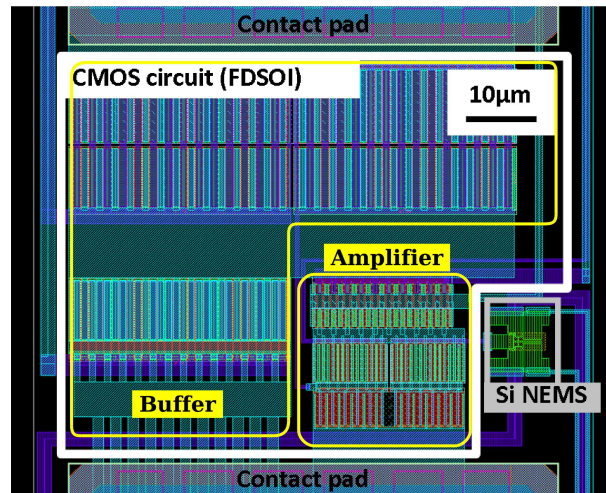 Contact pad
CMOS circuit (FDSOI)
10μm
Amplifier
Si NEMS
Buffer
Contact pad